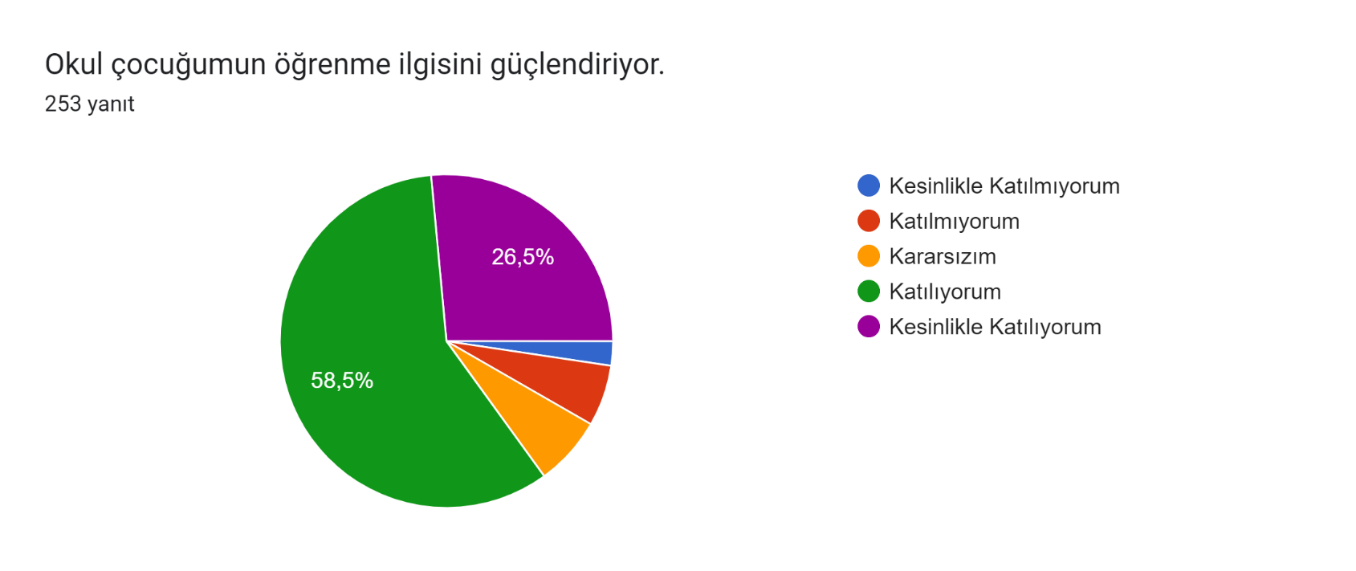 Okul çocuğumun öğrenme ilgisini güçlendiriyor.
253 yanıt
26,5%
58,5%
Kesinlikle Katılmıyorum
Katılmıyorum
Kararsızım
Katılıyorum
Kesinlikle Katılıyorum